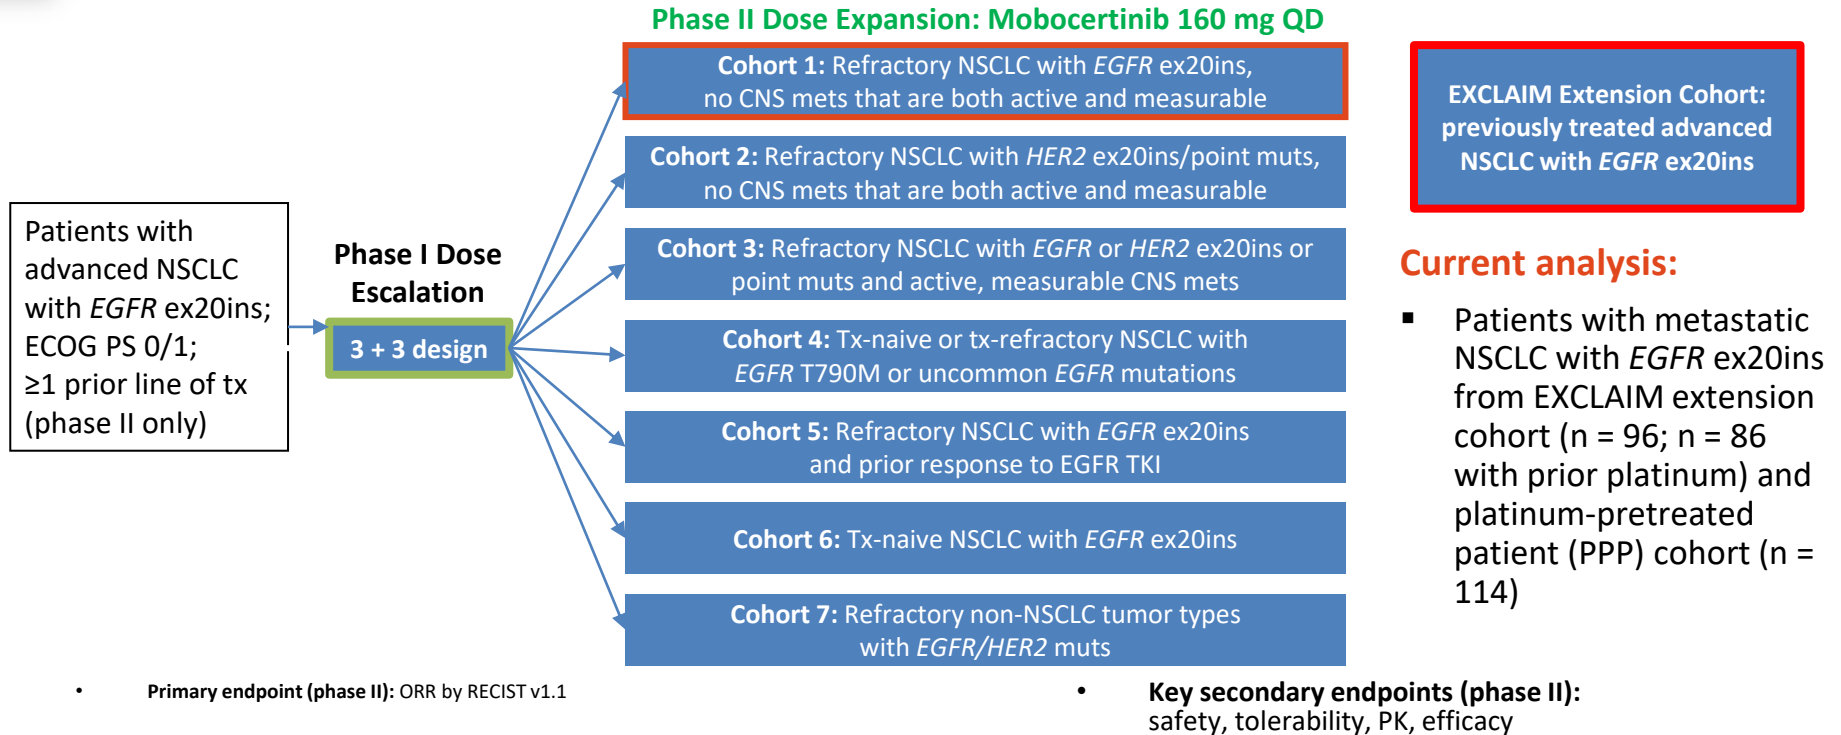 Phase II Dose Expansion: Mobocertinib 160 mg QD
Patients with
advanced NSCLC
with EGFR ex20ins;
ECOG PS 0/1;
≥1 prior line of tx
(phase II only)
Phase I Dose
Escalation
3 + 3 design
Cohort 1: Refractory NSCLC with EGFR ex20ins,
no CNS mets that are both active and measurable
Cohort 2: Refractory NSCLC with HER2 ex20ins/point muts,
no CNS mets that are both active and measurable
Cohort 3: Refractory NSCLC with EGFR or HER2 ex20ins or
point muts and active, measurable CNS mets
Cohort 4: Tx-naive or tx-refractory NSCLC with
EGFR T790M or uncommon EGFR mutations
Cohort 5: Refractory NSCLC with EGFR ex20ins
and prior response to EGFR TKI
Cohort 6: Tx-naive NSCLC with EGFR ex20ins
Cohort 7: Refractory non-NSCLC tumor types
with EGFR/HER2 muts
EXCLAIM Extension Cohort:
previously treated advanced
NSCLC with EGFR ex20ins
Current analysis:
▪ Patients with metastatic
NSCLC with EGFR ex20ins
from EXCLAIM extension
cohort (n = 96; n = 86
with prior platinum) and
platinum-pretreated
patient (PPP) cohort (n =
114)
• Primary endpoint (phase II): ORR by RECIST v1.1
• Key secondary endpoints (phase II):
safety, tolerability, PK, efficacy